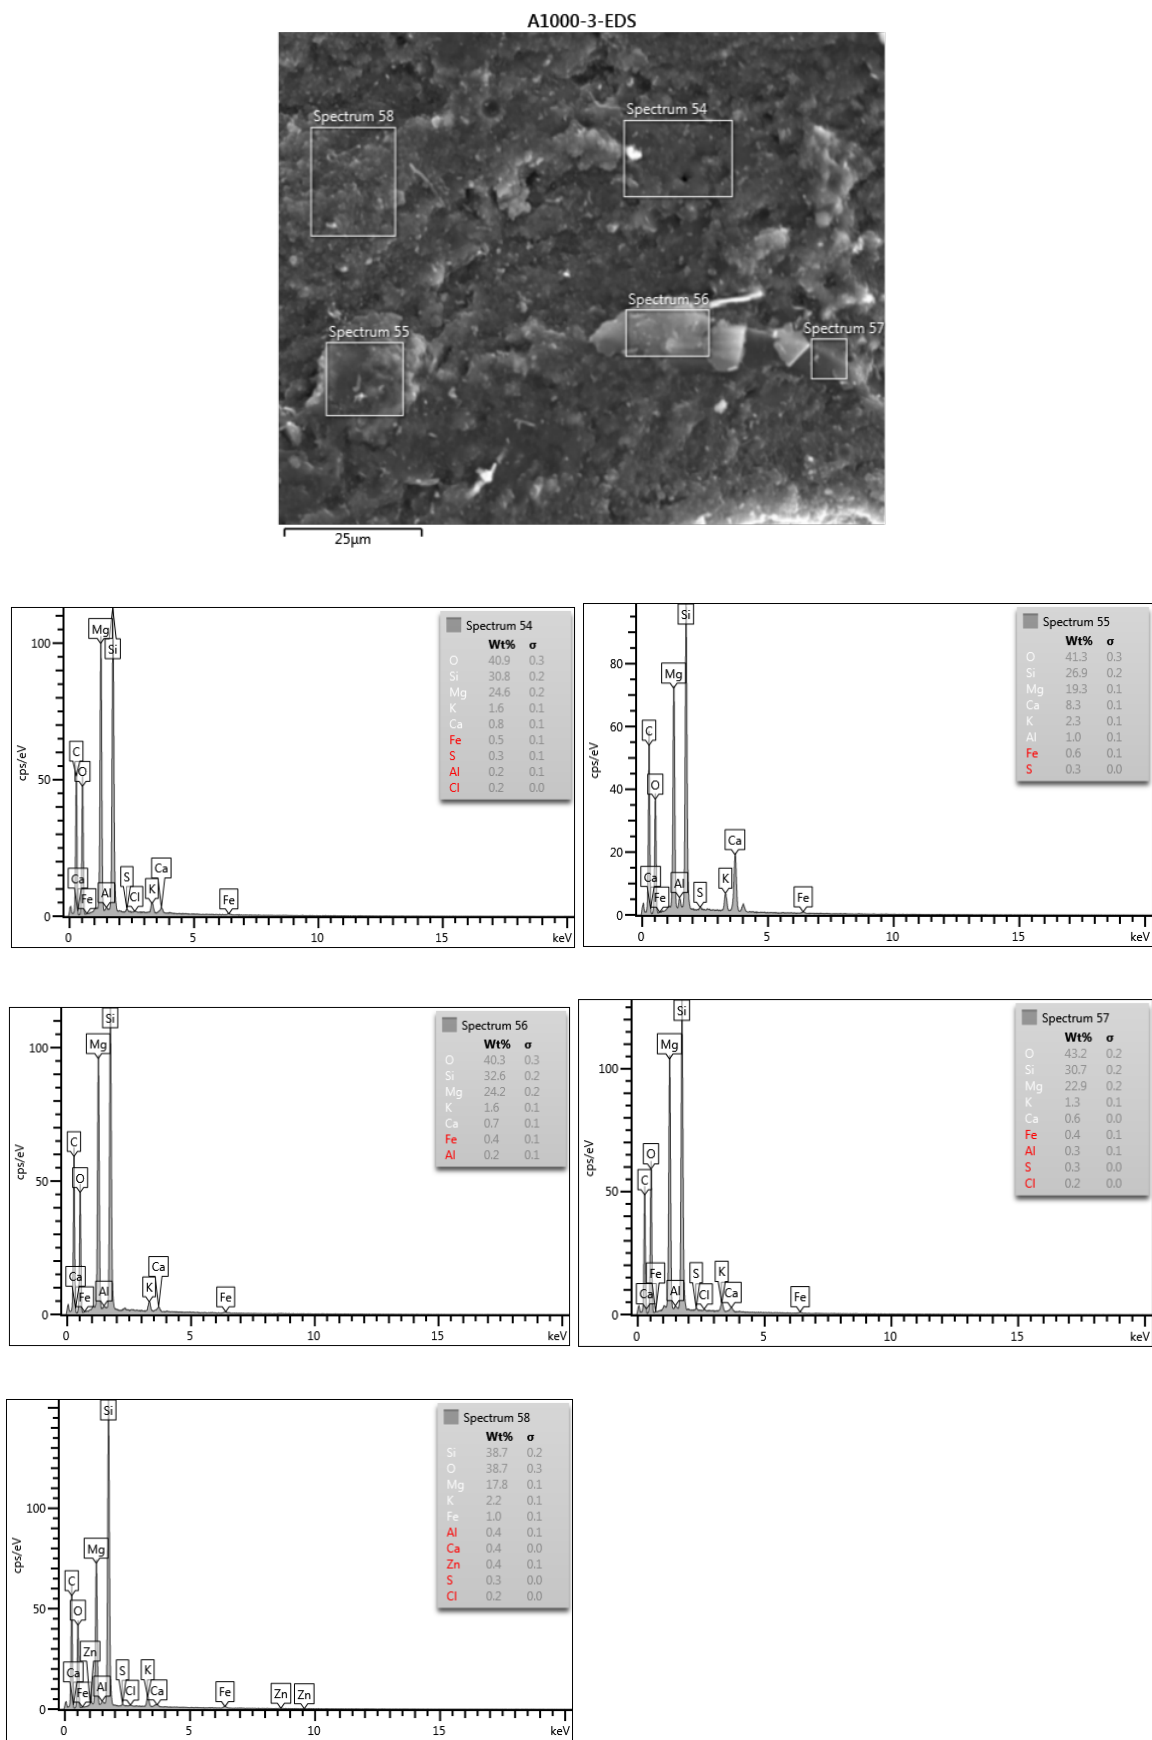 A1000-3-EDS
Spectrum 58
Spectrum 54
Spectrum 56
Spectrum 57
Spectrum 55
25µm
Spectrum 54
Wt% σ
O 40.9 0.3
Si 30.8 0.2
Mg 24.6 0.2
K 1.6 0.1
Ca 0.8 0.1
Fe 0.5 0.1
S 0.3 0.1
Al 0.2 0.1
Cl 0.2 0.0
cps/eV
100
50
0
Mg
Si
C
O
Ca
Fe
Al
S
Cl
K
Ca
Fe
0 5 10 15 keV
Spectrum 55
Wt% σ
O 41.3 0.3
Si 26.9 0.2
Mg 19.3 0.1
Ca 8.3 0.1
K 2.3 0.1
Al 1.0 0.1
Fe 0.6 0.1
S 0.3 0.0
cps/eV
80
60
40
20
0
Si
Mg
C
O
Ca
Fe
Al
S
K
Ca
Fe
0 5 10 15 keV
Spectrum 56
Wt% σ
O 40.3 0.3
Si 32.6 0.2
Mg 24.2 0.2
K 1.6 0.1
Ca 0.7 0.1
Fe 0.4 0.1
Al 0.2 0.1
cps/eV
100
50
0
Si
Mg
C
O
Ca
Fe
Al
K
Ca
Fe
0 5 10 15 keV
Spectrum 57
Wt% σ
O 43.2 0.2
Si 30.7 0.2
Mg 22.9 0.2
K 1.3 0.1
Ca 0.6 0.0
Fe 0.4 0.1
Al 0.3 0.1
S 0.3 0.0
Cl 0.2 0.0
cps/eV
100
50
0
Si
Mg
O
C
Fe
Ca
Al
S
Cl
K
Ca
Fe
0 5 10 15 keV
Spectrum 58
Wt% σ
Si 38.7 0.2
O 38.7 0.3
Mg 17.8 0.1
K 2.2 0.1
Fe 1.0 0.1
Al 0.4 0.1
Ca 0.4 0.0
Zn 0.4 0.1
S 0.3 0.0
Cl 0.2 0.0
cps/eV
100
50
0
Si
Mg
C
O
Zn
Ca
Fe
Al
S
Cl
K
Ca
Fe
Zn
Zn
0 5 10 15 keV